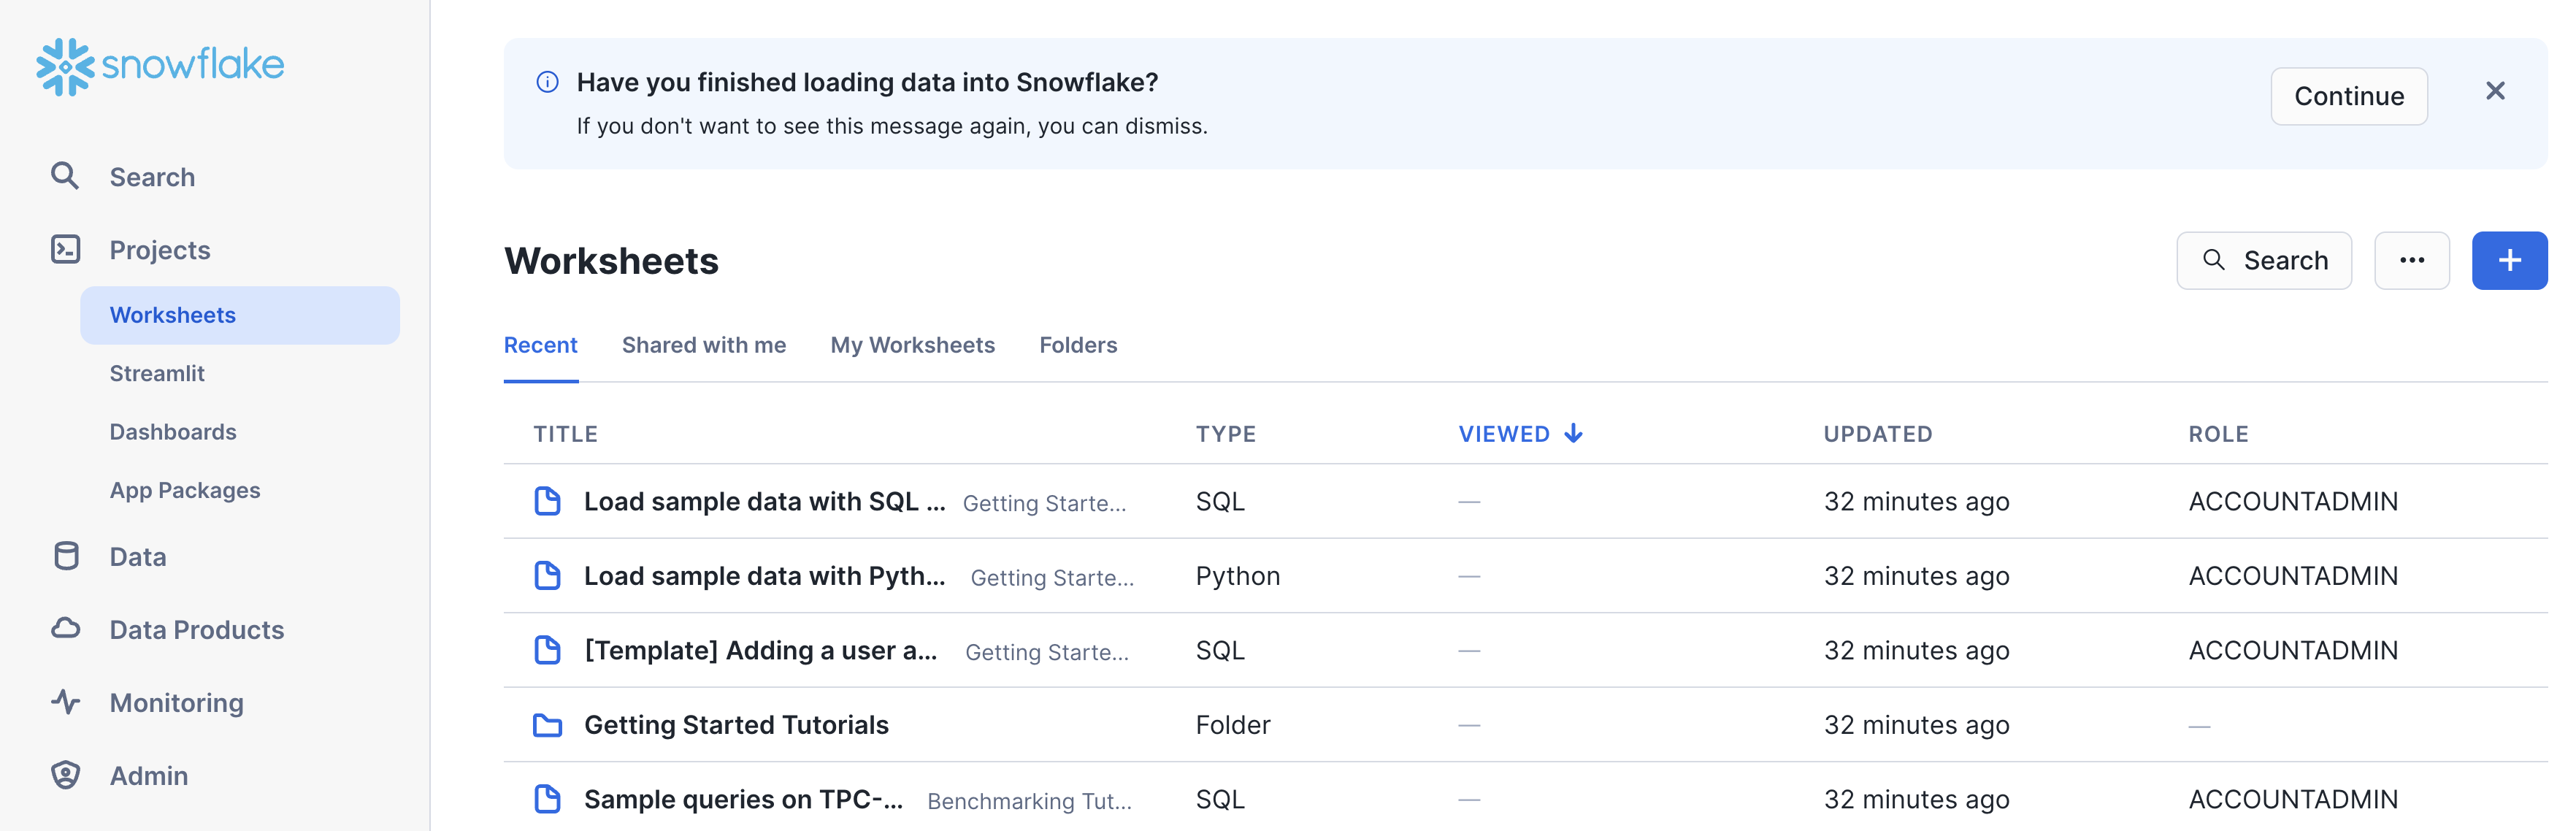 snowflake
Search
Projects
Worksheets
Streamlit
Dashboards
App Packages
Data
Data Products
Monitoring
Admin
Have you finished loading data into Snowflake?
If you don't want to see this message again, you can dismiss.
Continue
Worksheets
Search
Recent Shared with me My Worksheets Folders
TITLE TYPE VIEWED UPDATED ROLE
Load sample data with SQL ... Getting Starte... SQL — 32 minutes ago ACCOUNTADMIN
Load sample data with Pyth... Getting Starte... Python — 32 minutes ago ACCOUNTADMIN
[Template] Adding a user a... Getting Starte... SQL — 32 minutes ago ACCOUNTADMIN
Getting Started Tutorials Folder — 32 minutes ago —
Sample queries on TPC-... Benchmarking Tut... SQL — 32 minutes ago ACCOUNTADMIN